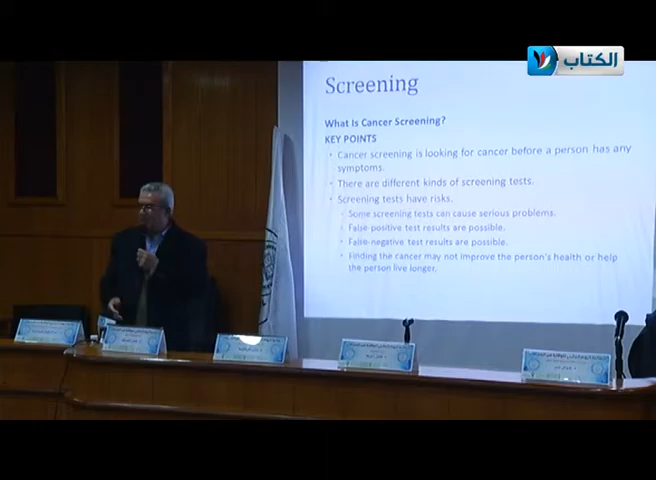 الكتاب
Screening
What Is Cancer Screening?
KEY POINTS
• Cancer screening is looking for cancer before a person has any
symptoms.
• There are different kinds of screening tests.
• Screening tests have risks.
• Some screening tests can cause serious problems.
• False-positive test results are possible.
• False-negative test results are possible.
• Finding the cancer may not improve the person's health or help
the person live longer.